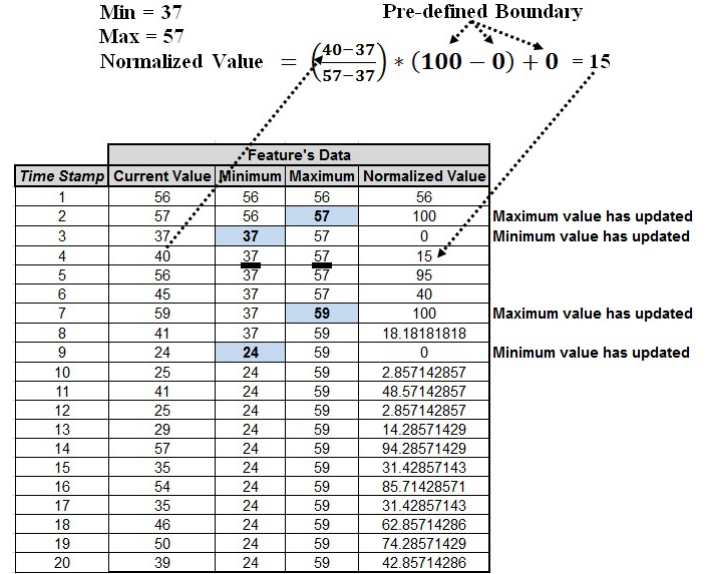 Min = 37
Pre-defined Boundary
Max = 57
Normalized Value = (40−37 / 57−37) * (100 − 0) + 0 = 15
Feature's Data
Time Stamp Current Value Minimum Maximum Normalized Value
1 56 56 56 56
2 57 56 57 100 Maximum value has updated
3 37 37 57 0 Minimum value has updated
4 40 37 57 15
5 56 37 57 95
6 45 37 57 40
7 59 37 59 100 Maximum value has updated
8 41 37 59 18.18181818
9 24 24 59 0 Minimum value has updated
10 25 24 59 2.857142857
11 41 24 59 48.57142857
12 25 24 59 2.857142857
13 29 24 59 14.28571429
14 57 24 59 94.28571429
15 35 24 59 31.42857143
16 54 24 59 85.71428571
17 35 24 59 31.42857143
18 46 24 59 62.85714286
19 50 24 59 74.28571429
20 39 24 59 42.85714286